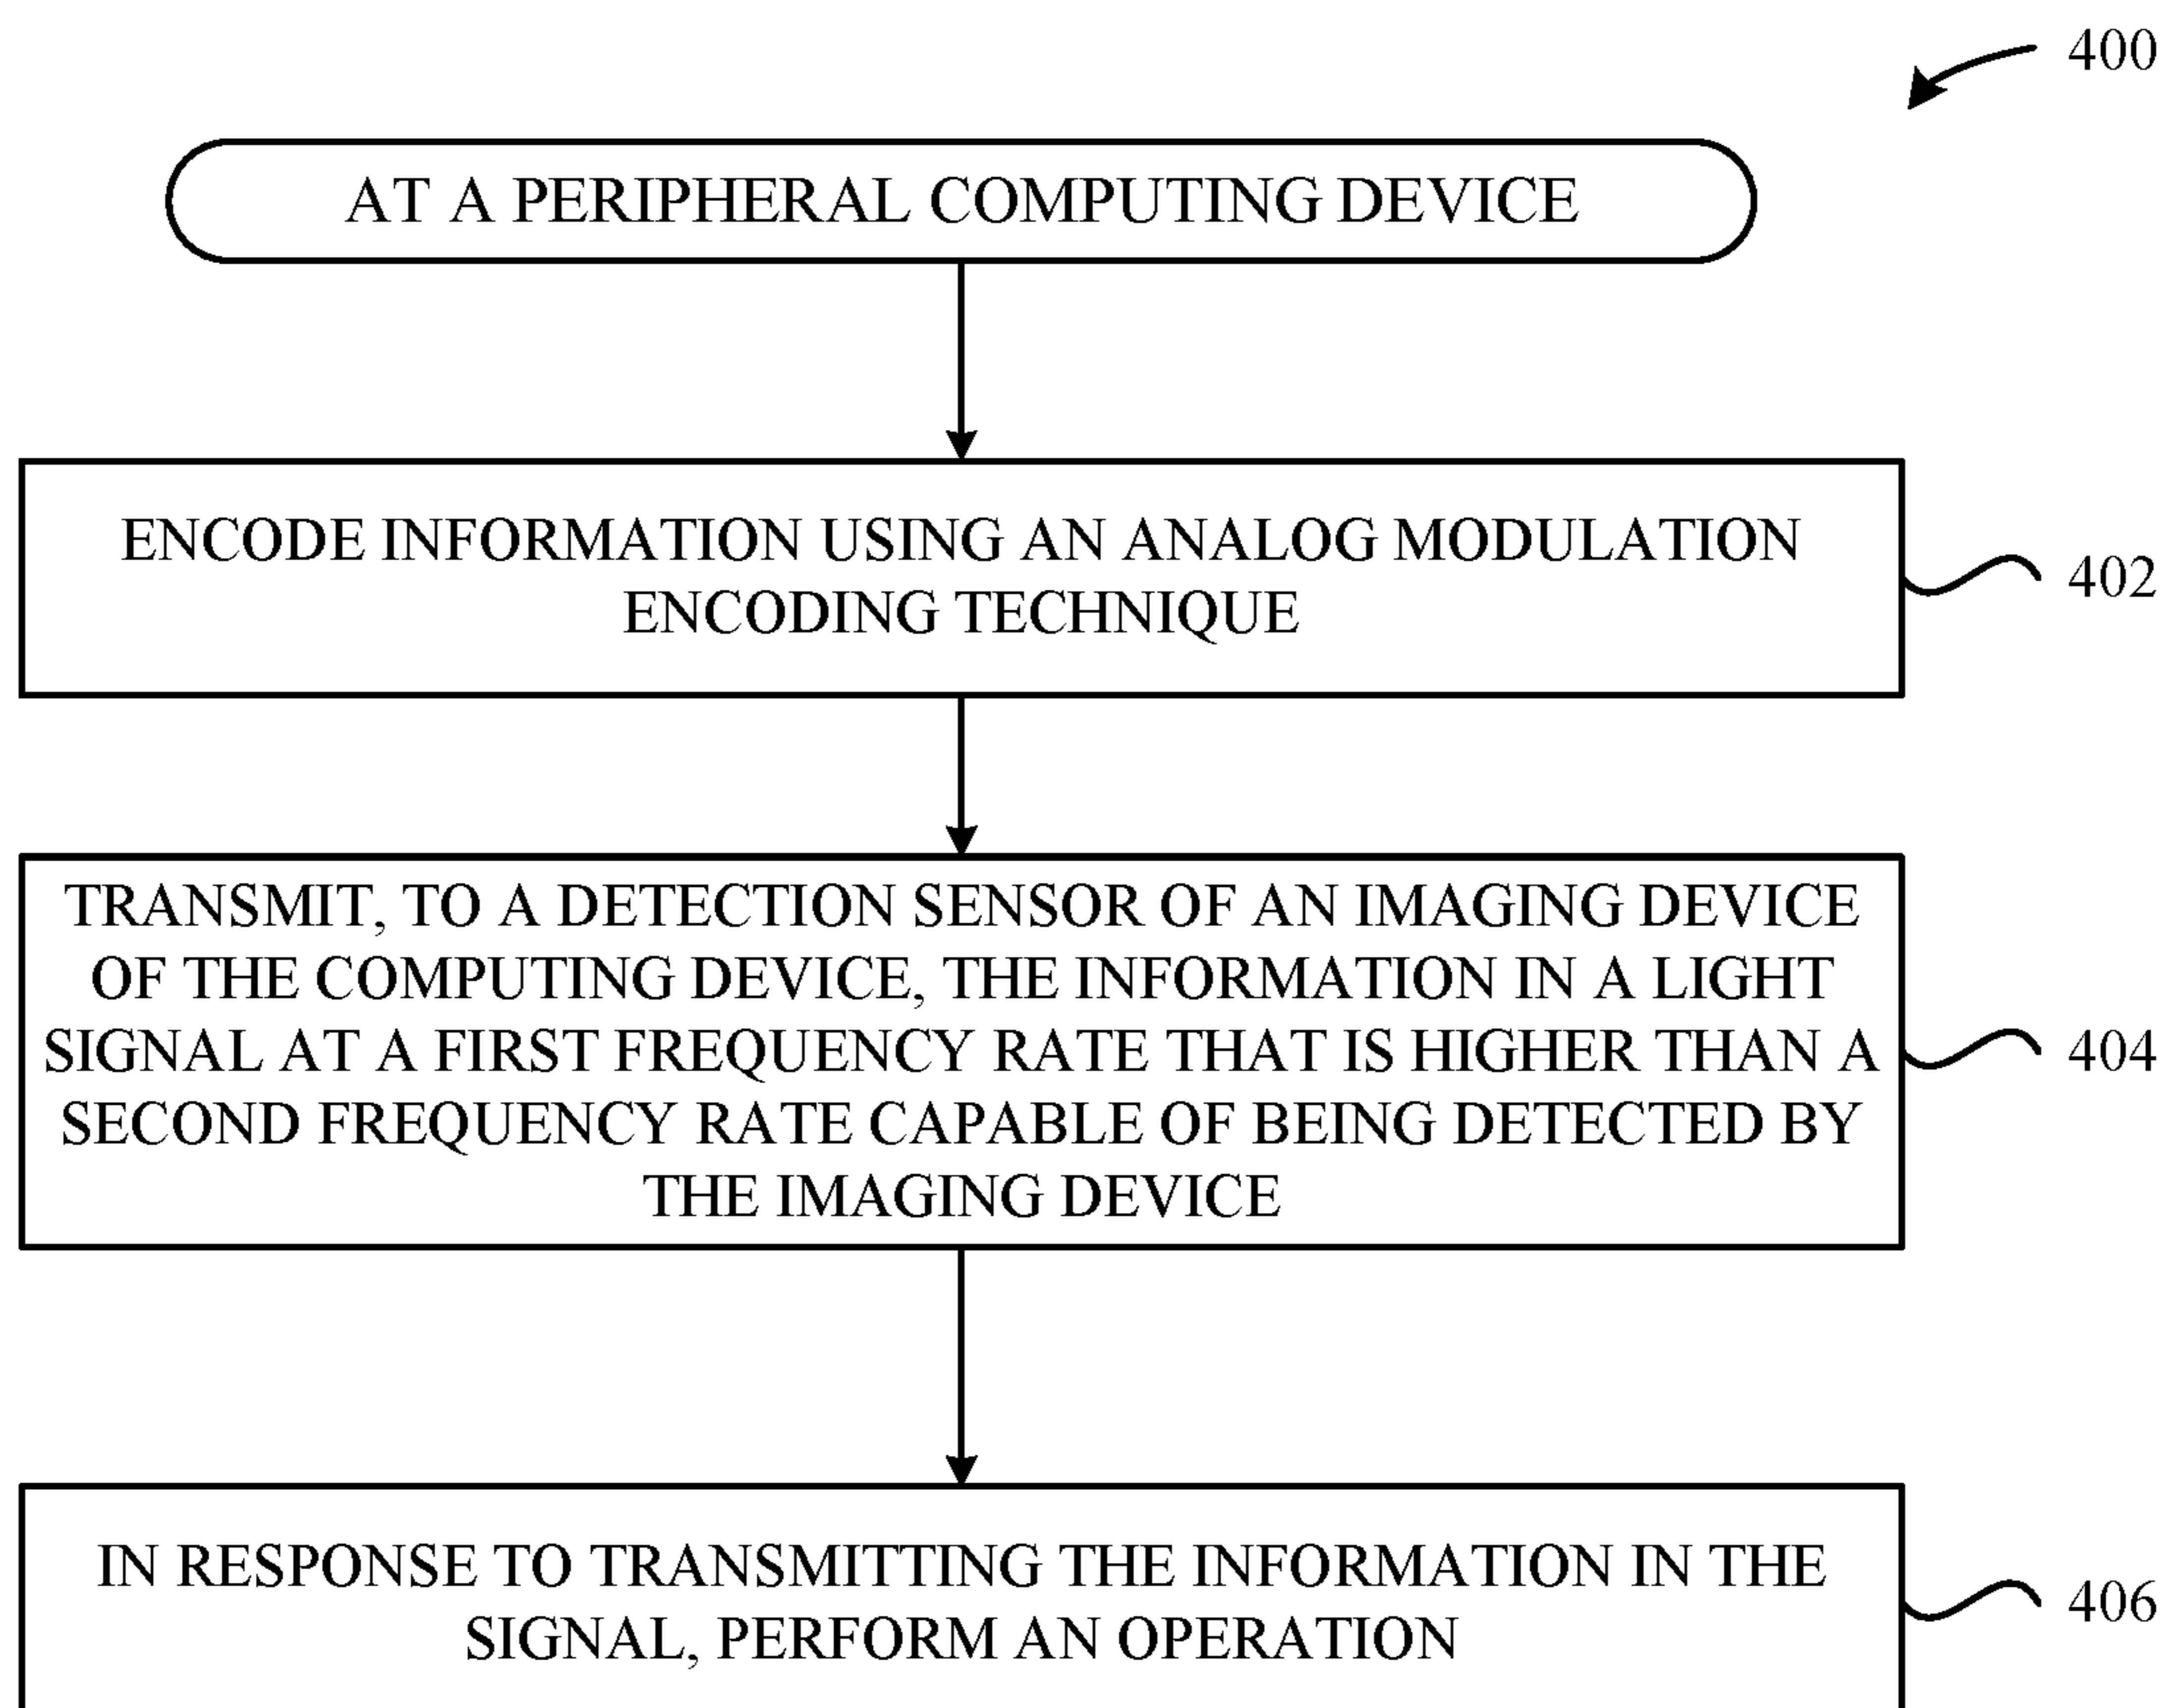 400
AT A PERIPHERAL COMPUTING DEVICE
ENCODE INFORMATION USING AN ANALOG MODULATION
ENCODING TECHNIQUE
402
TRANSMIT, TO A DETECTION SENSOR OF AN IMAGING DEVICE
OF THE COMPUTING DEVICE, THE INFORMATION IN A LIGHT
SIGNAL AT A FIRST FREQUENCY RATE THAT IS HIGHER THAN A
SECOND FREQUENCY RATE CAPABLE OF BEING DETECTED BY
THE IMAGING DEVICE
404
IN RESPONSE TO TRANSMITTING THE INFORMATION IN THE
SIGNAL, PERFORM AN OPERATION
406